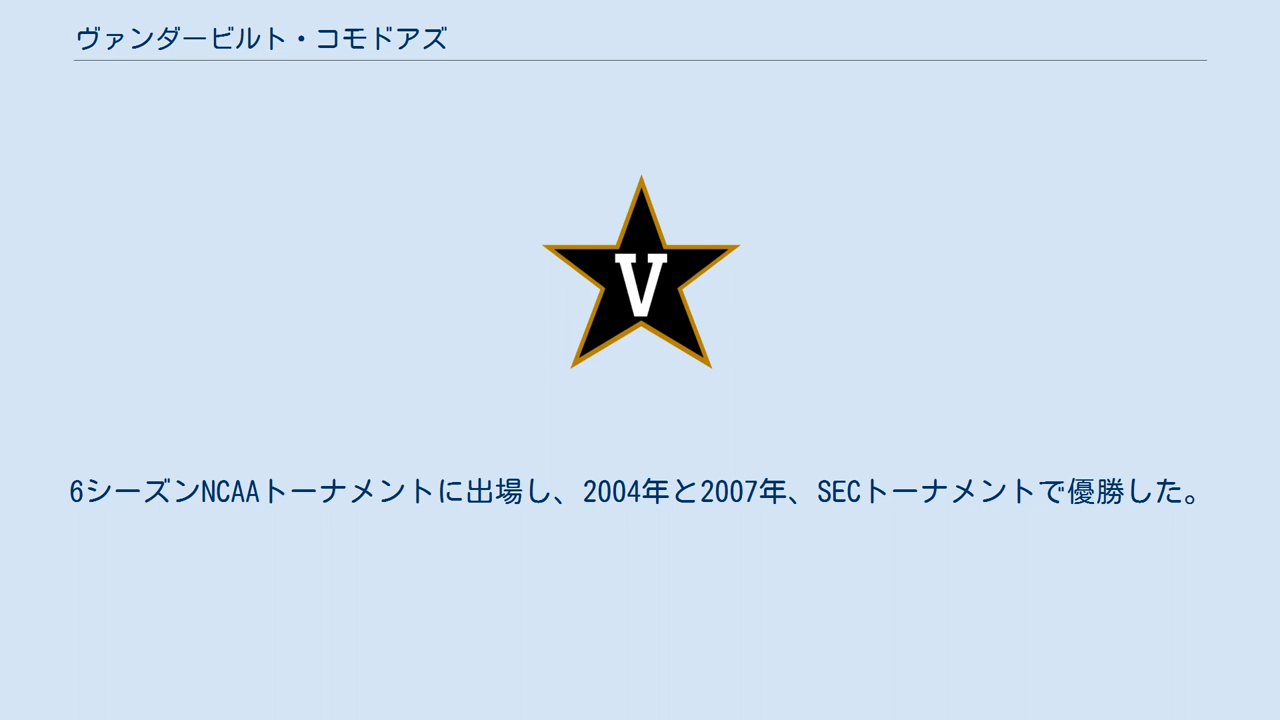 ヴァンダービルト・コモドアズ
V
6シーズンNCAAトーナメントに出場し、2004年と2007年、SECトーナメントで優勝した。